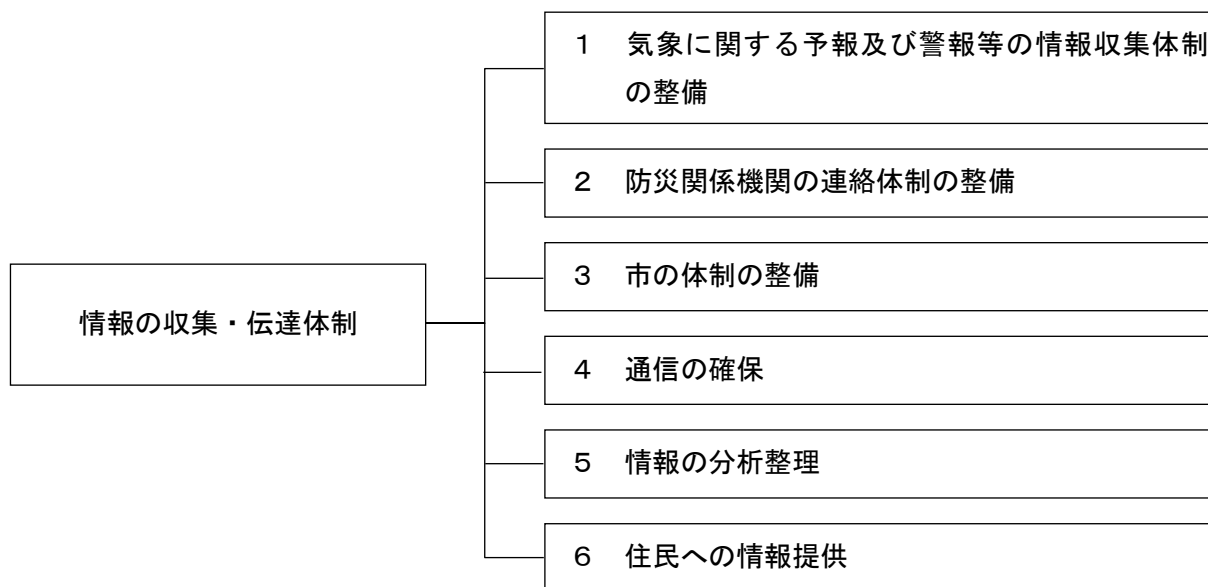 情報の収集・伝達体制
１　気象に関する予報及び警報等の情報収集体制
の整備
２　防災関係機関の連絡体制の整備
３　市の体制の整備
４　通信の確保
５　情報の分析整理
６　住民への情報提供